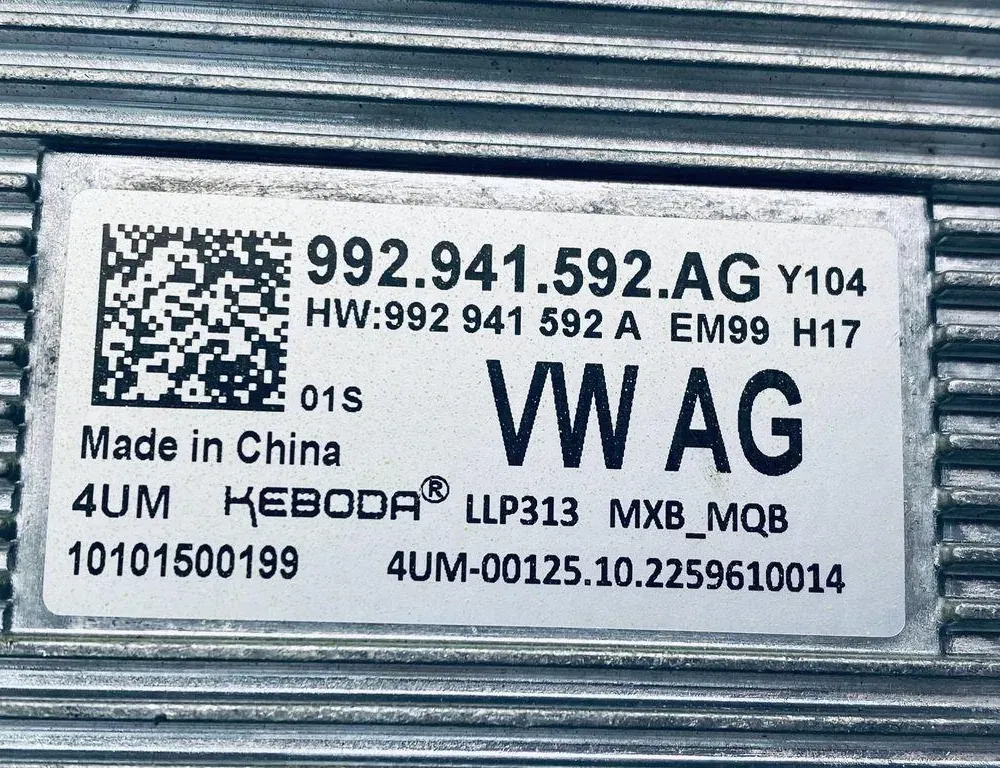 992.941.592.AG Y104
HW:992 941 592 A EM99 H17
01S
VW AG
Made in China
4UM KEBODA® LLP313 MXB_MQB
10101500199 4UM-00125.10.2259610014